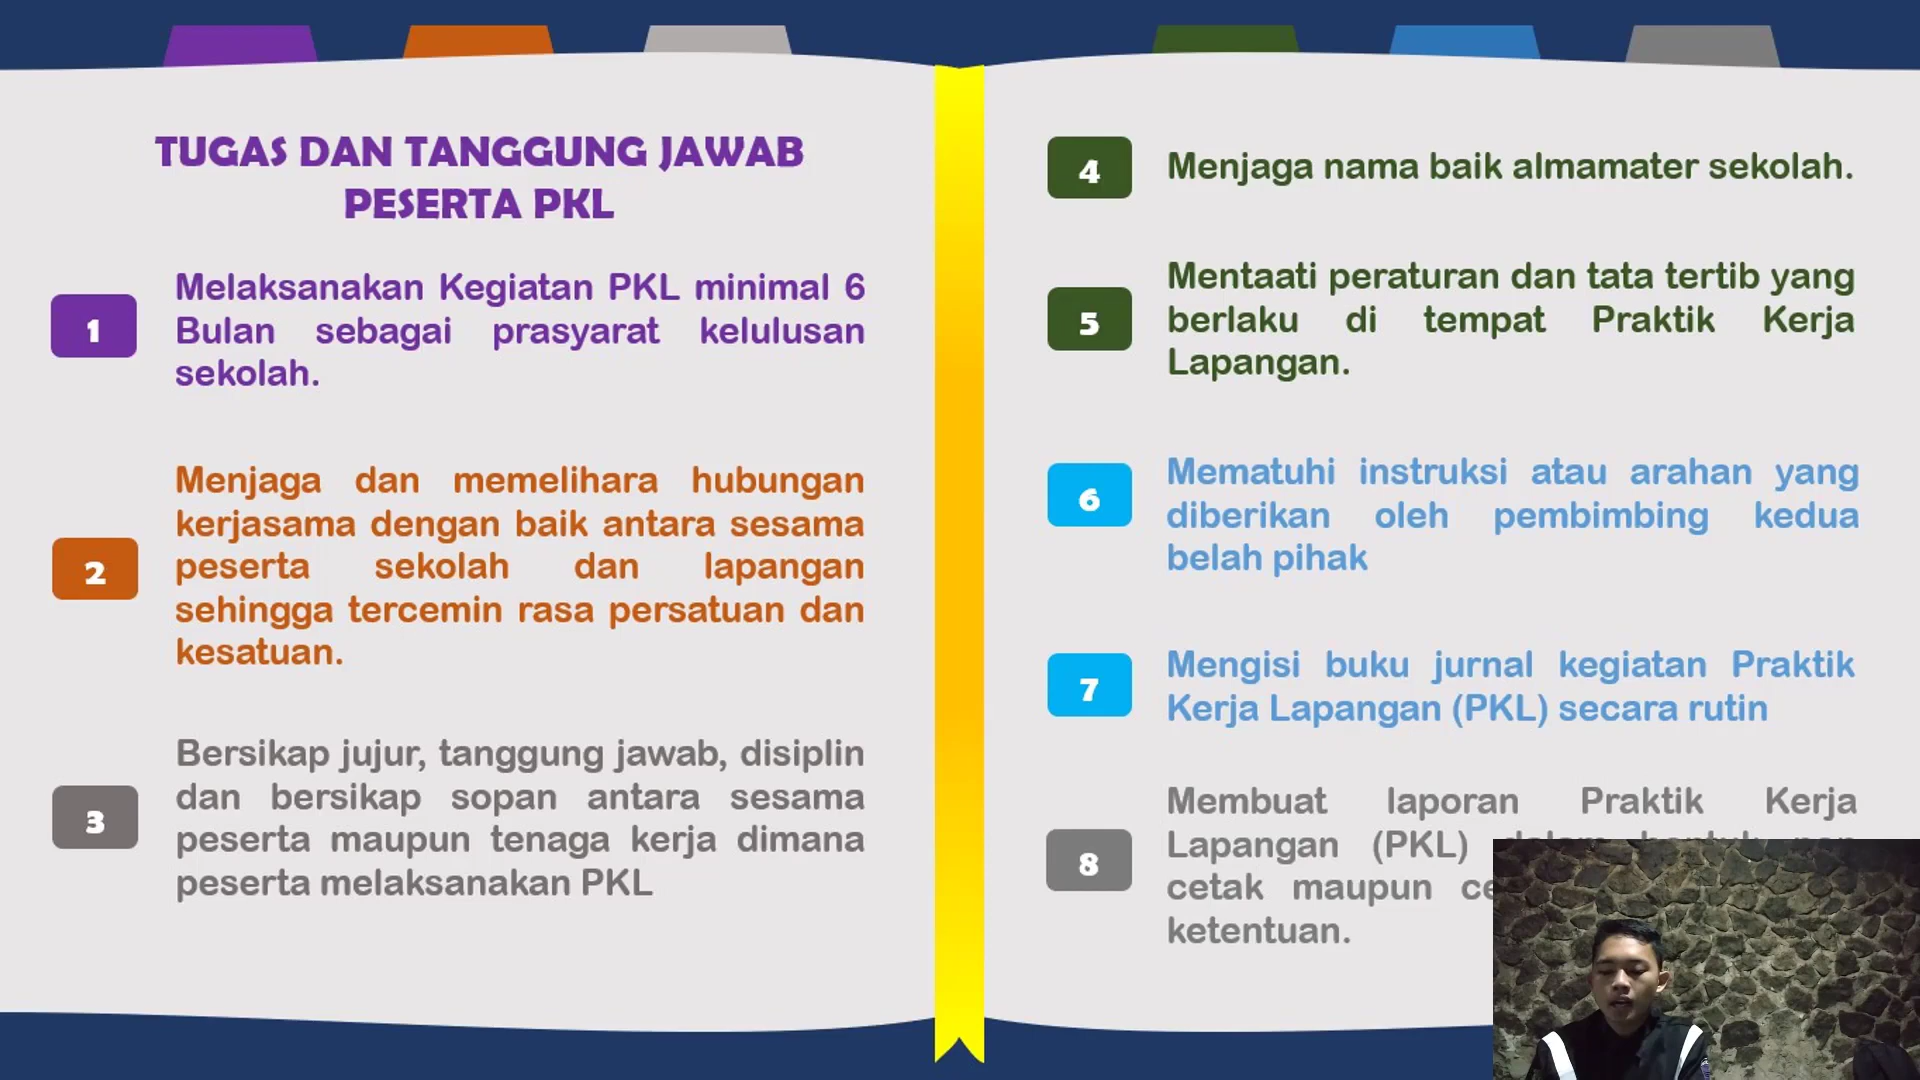 TUGAS DAN TANGGUNG JAWAB
PESERTA PKL
1
Melaksanakan Kegiatan PKL minimal 6
Bulan sebagai prasyarat kelulusan
sekolah.
2
Menjaga dan memelihara hubungan
kerjasama dengan baik antara sesama
peserta sekolah dan lapangan
sehingga tercemin rasa persatuan dan
kesatuan.
3
Bersikap jujur, tanggung jawab, disiplin
dan bersikap sopan antara sesama
peserta maupun tenaga kerja dimana
peserta melaksanakan PKL
4
Menjaga nama baik almamater sekolah.
5
Mentaati peraturan dan tata tertib yang
berlaku di tempat Praktik Kerja
Lapangan.
6
Mematuhi instruksi atau arahan yang
diberikan oleh pembimbing kedua
belah pihak
7
Mengisi buku jurnal kegiatan Praktik
Kerja Lapangan (PKL) secara rutin
8
Membuat laporan Praktik Kerja
Lapangan (PKL)
cetak maupun
ketentuan.